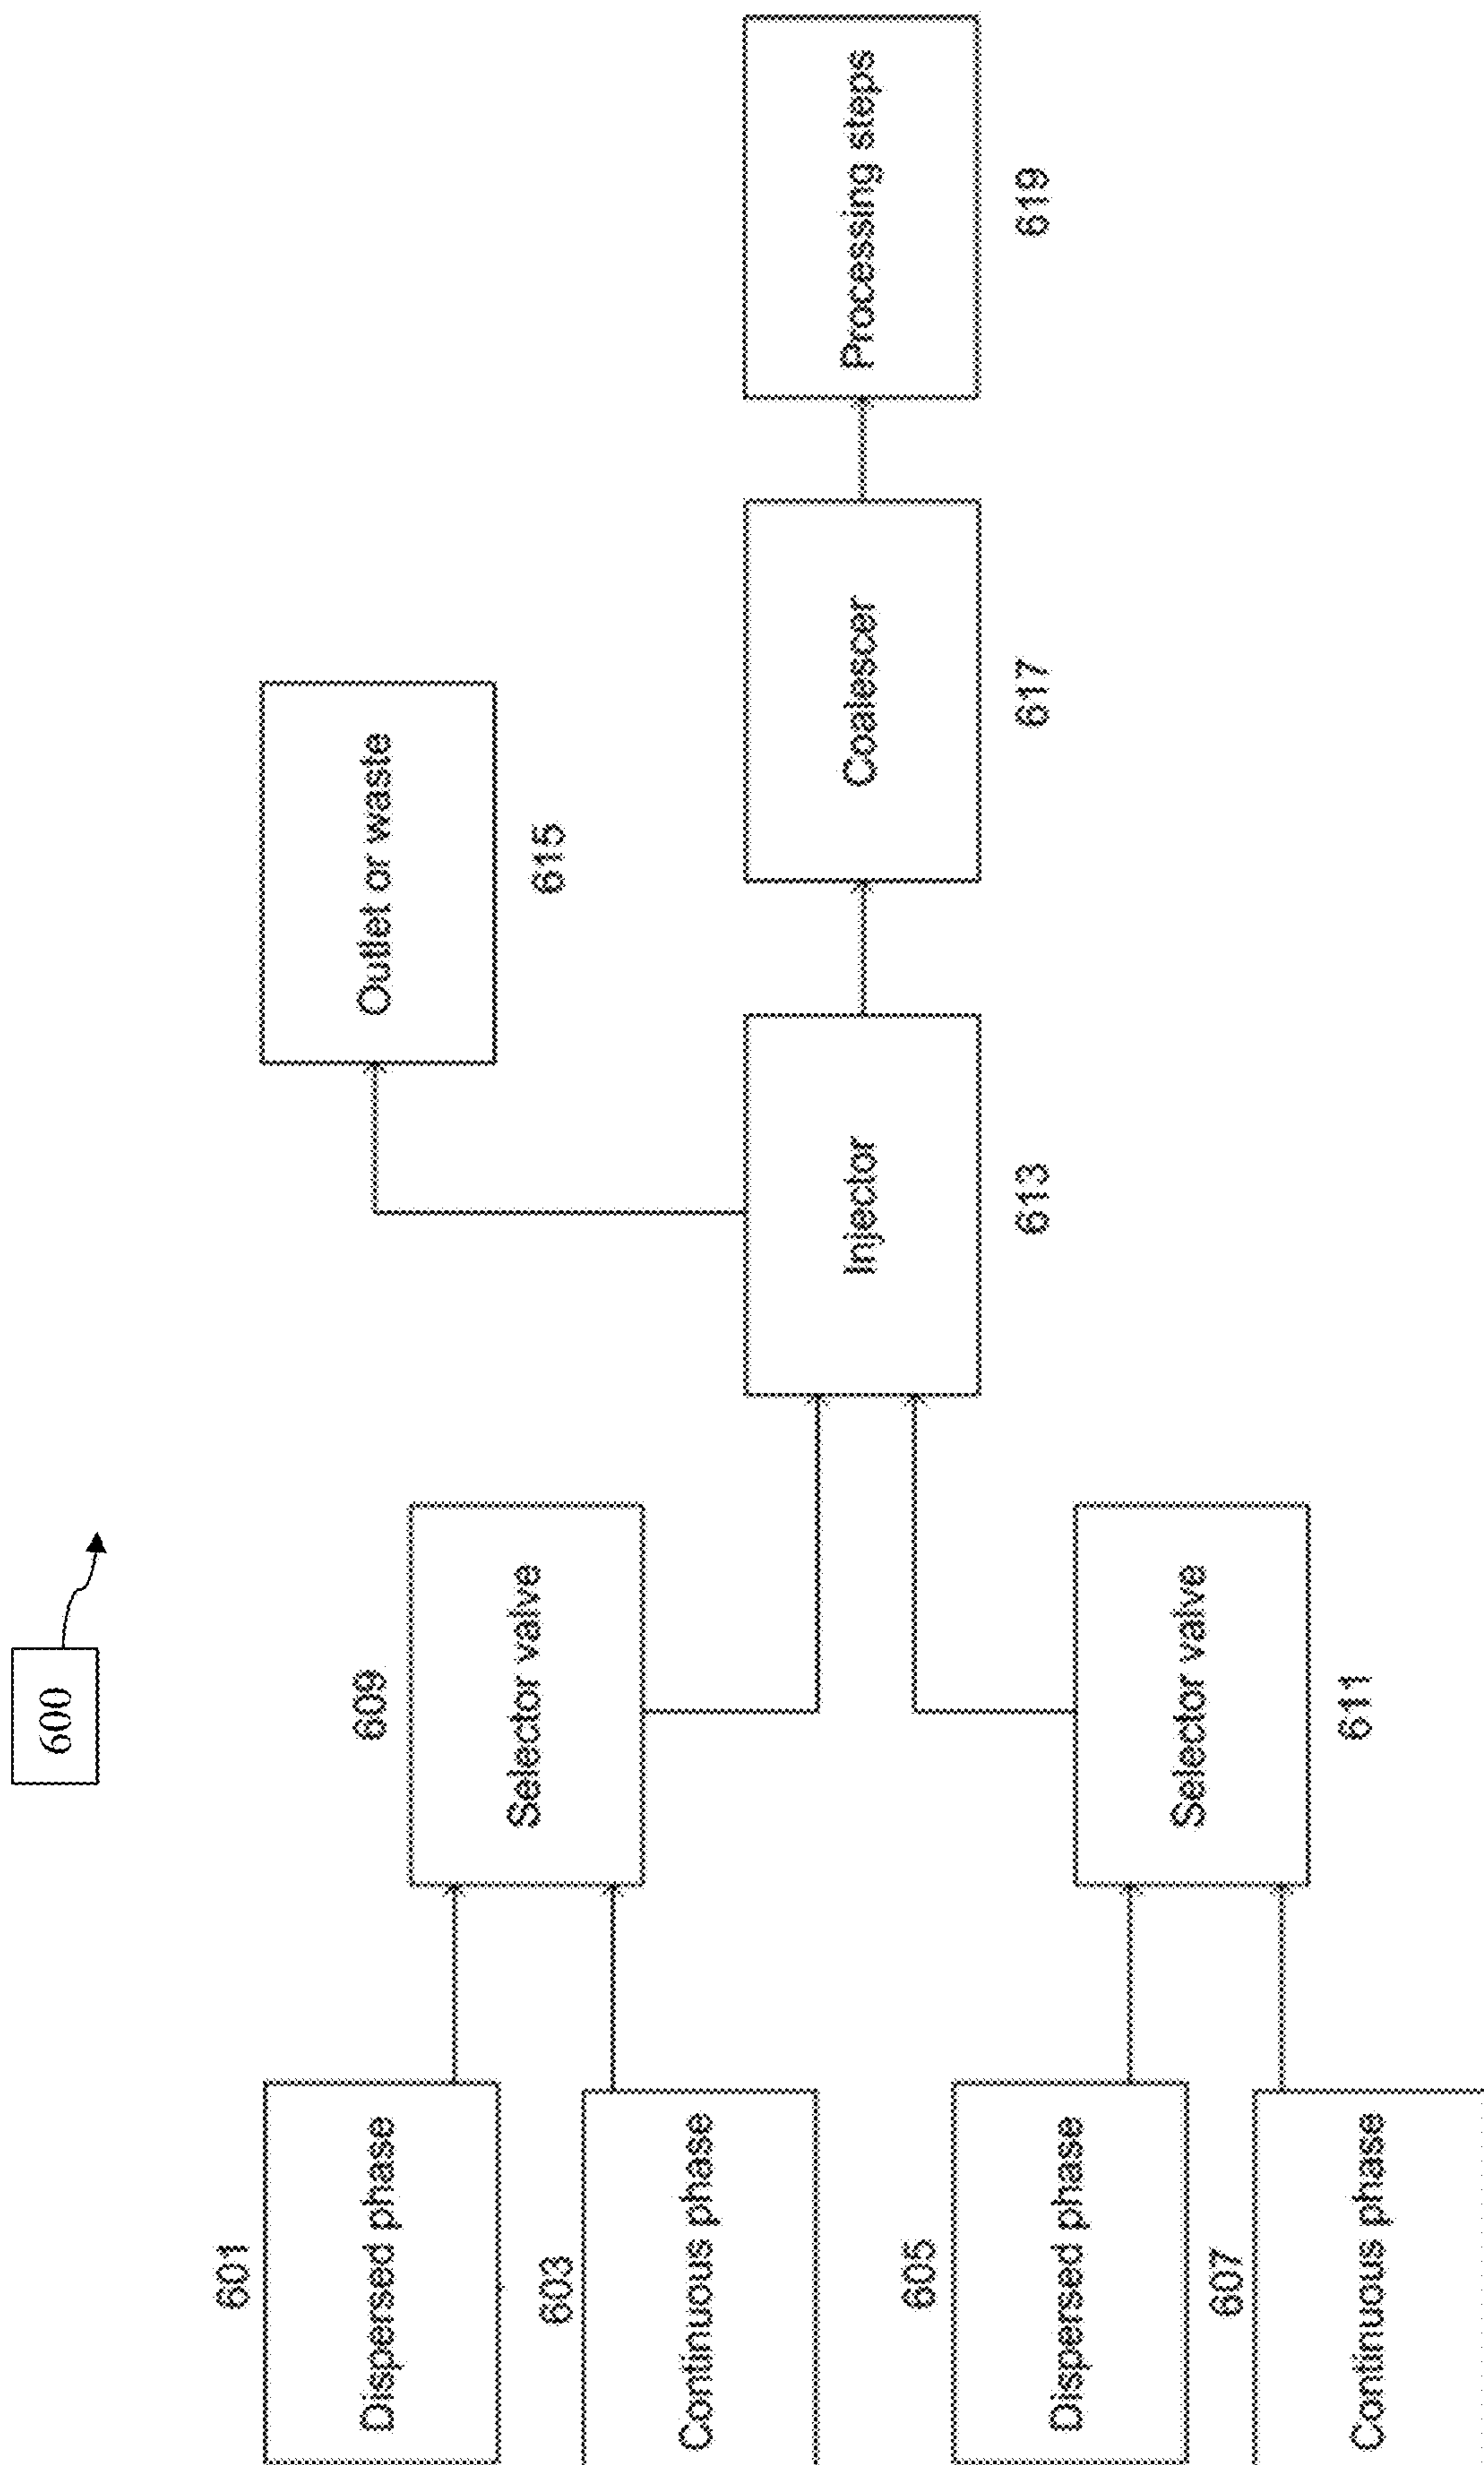 600
601
Dispersed phase
603
Continuous phase
605
Dispersed phase
607
Continuous phase
609
Selector valve
Selector valve
611
Injector
613
Outlet or waste
615
Coalescer
617
Processing steps
619